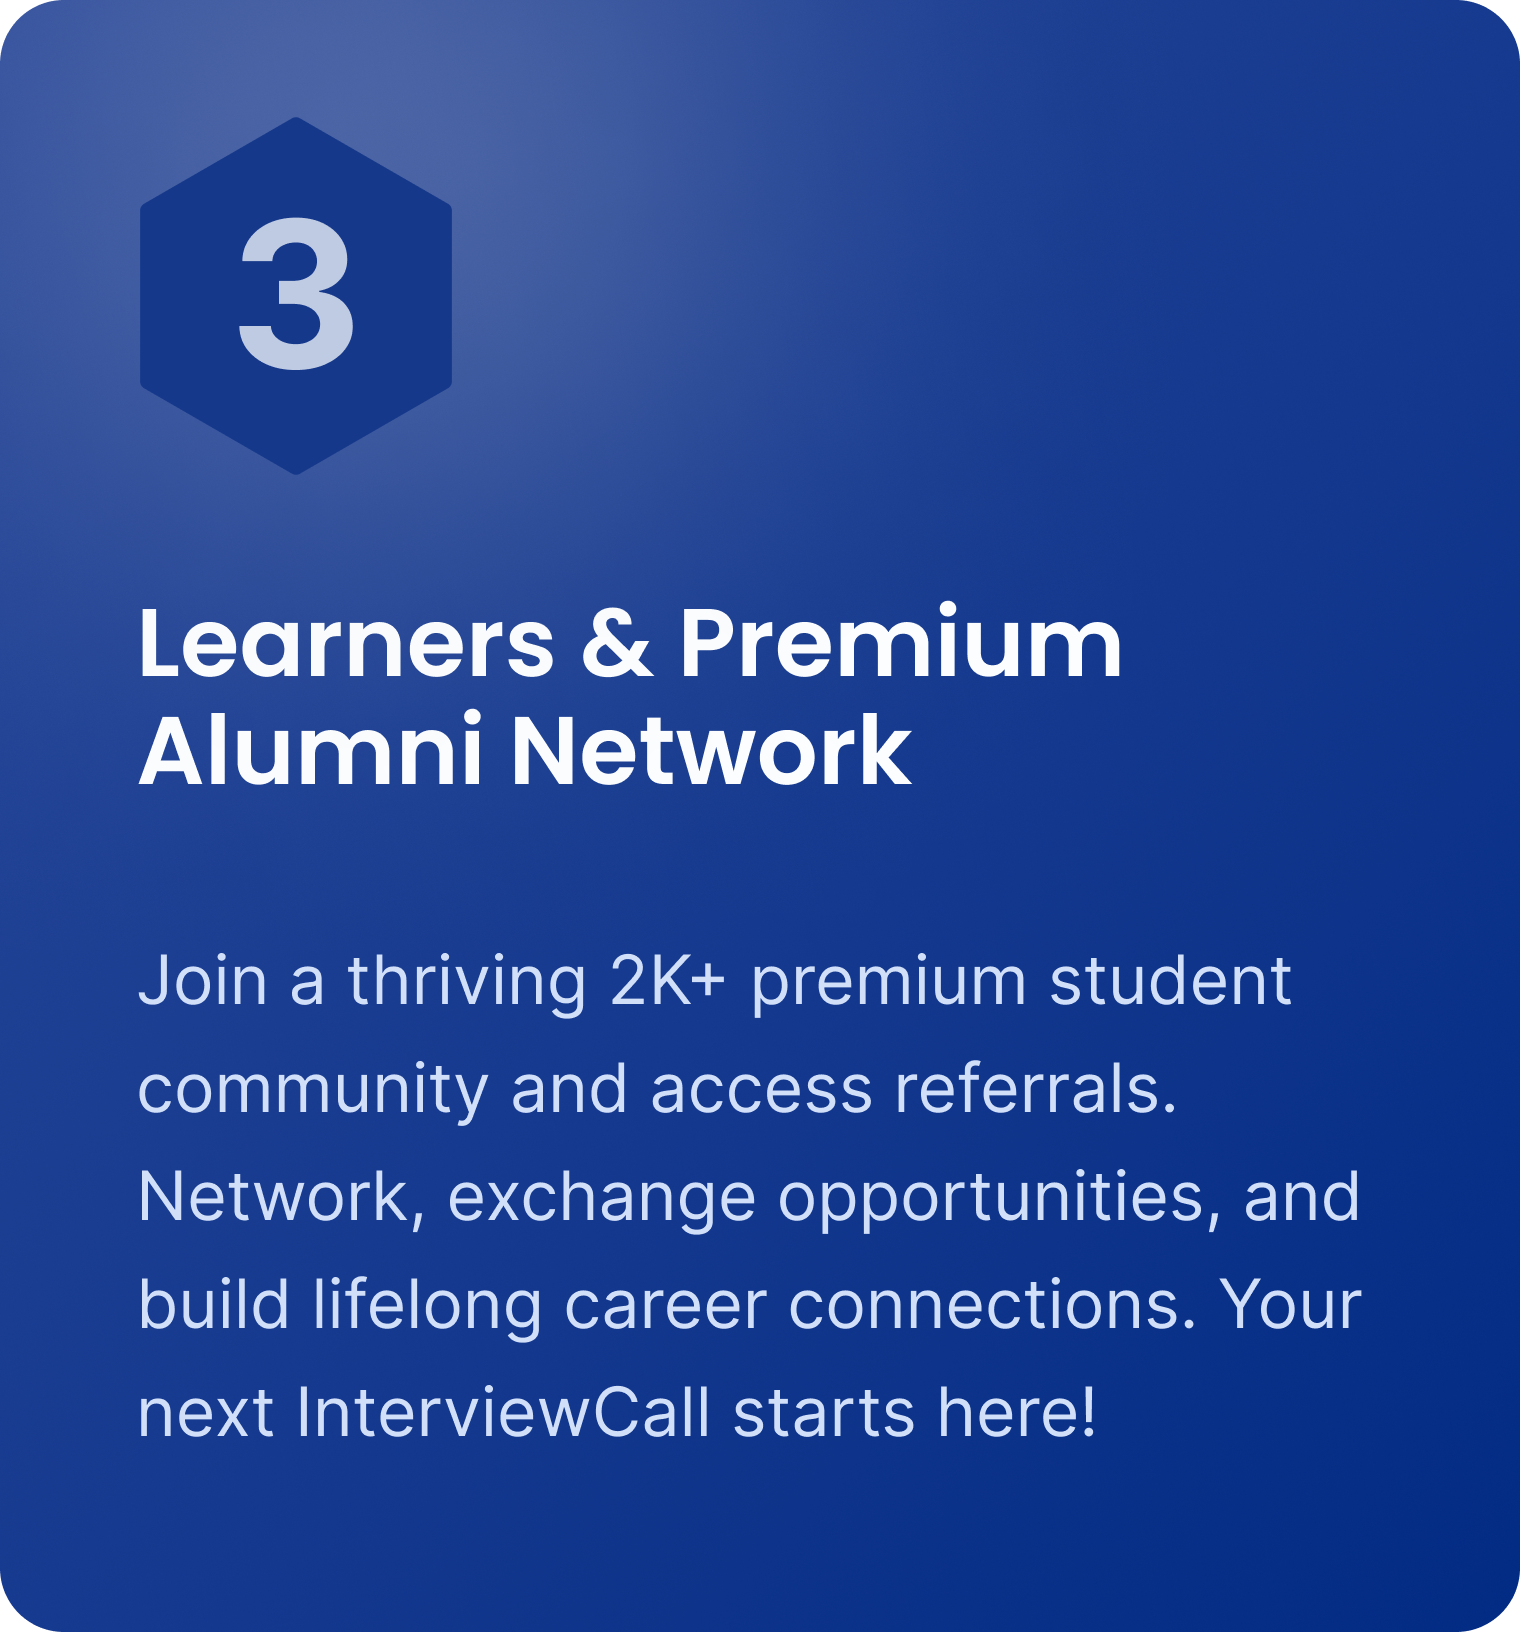 3
Learners & Premium
Alumni Network
Join a thriving 2K+ premium student
community and access referrals.
Network, exchange opportunities, and
build lifelong career connections. Your
next InterviewCall starts here!